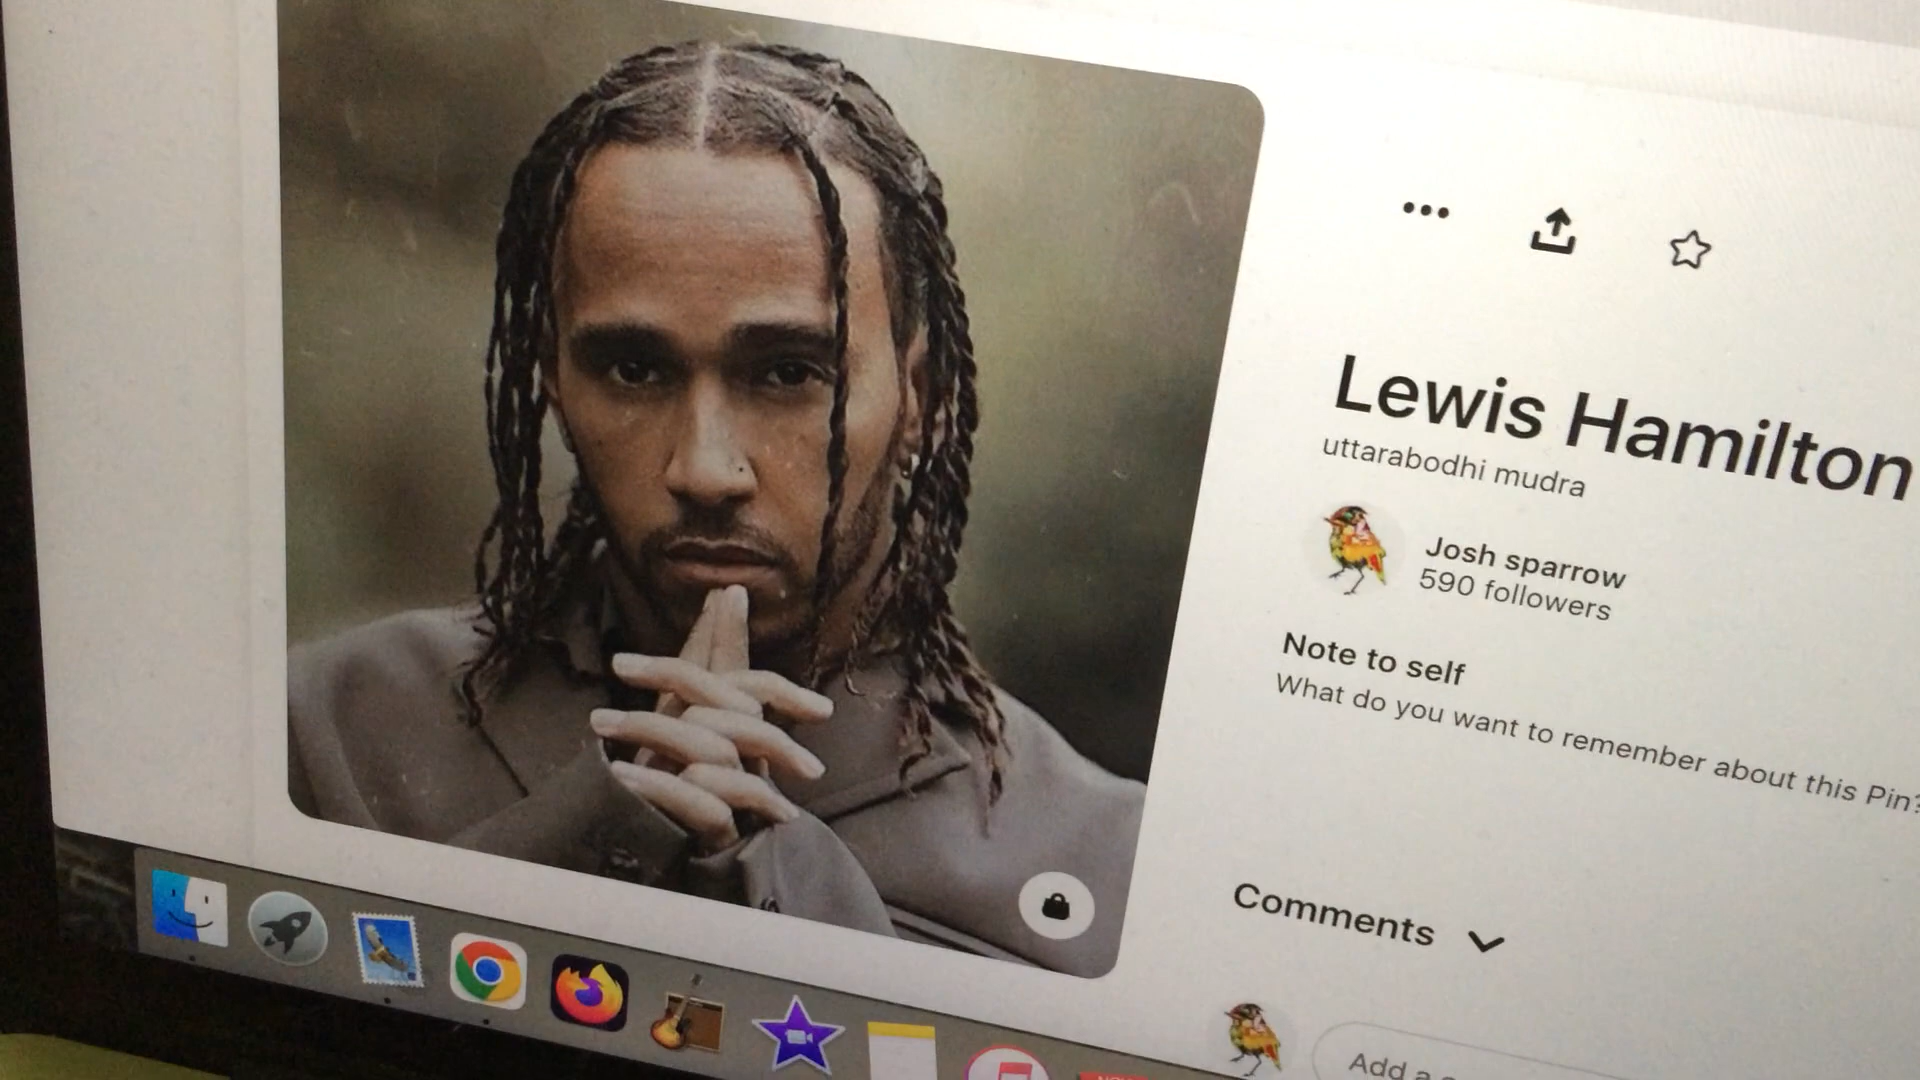 Lewis Hamilton
uttarabodhi mudra
Josh sparrow
590 followers
Note to self
What do you want to remember about this Pin?
Comments
Add a